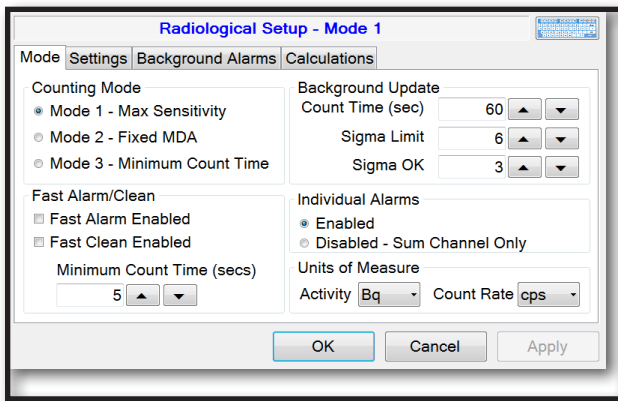 Radiological Setup - Mode 1
Mode Settings Background Alarms Calculations
Counting Mode
Mode 1 - Max Sensitivity
Mode 2 - Fixed MDA
Mode 3 - Minimum Count Time
Fast Alarm/Clean
Fast Alarm Enabled
Fast Clean Enabled
Minimum Count Time (secs)
5
Background Update
Count Time (sec) 60
Sigma Limit 6
Sigma OK 3
Individual Alarms
Enabled
Disabled - Sum Channel Only
Units of Measure
Activity Bq Count Rate cps
OK Cancel Apply